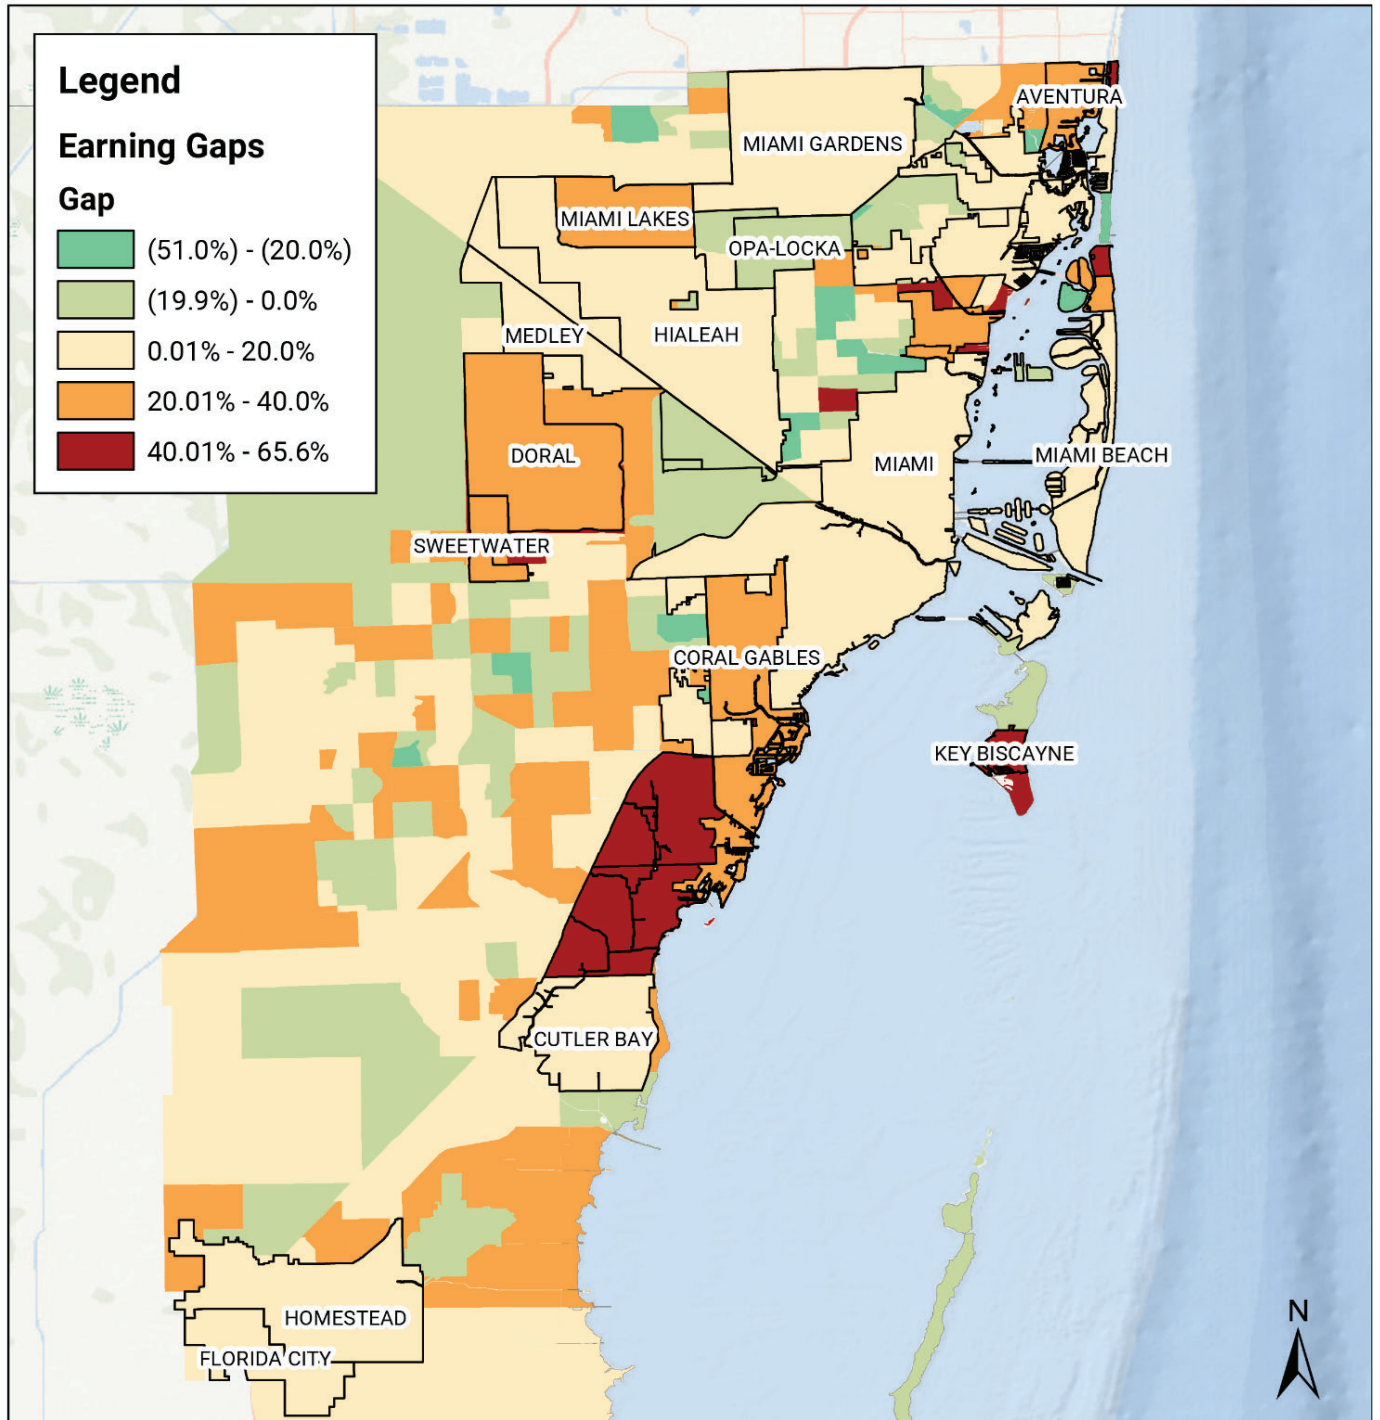 Legend
Earning Gaps
Gap
(51.0%) - (20.0%)
(19.9%) - 0.0%
0.01% - 20.0%
20.01% - 40.0%
40.01% - 65.6%
AVENTURA
MIAMI GARDENS
MIAMI LAKES
OPA-LOCKA
MEDLEY
HIALEAH
DORAL
MIAMI
MIAMI BEACH
SWEETWATER
CORAL GABLES
KEY BISCAYNE
CUTLER BAY
HOMESTEAD
FLORIDA CITY
N